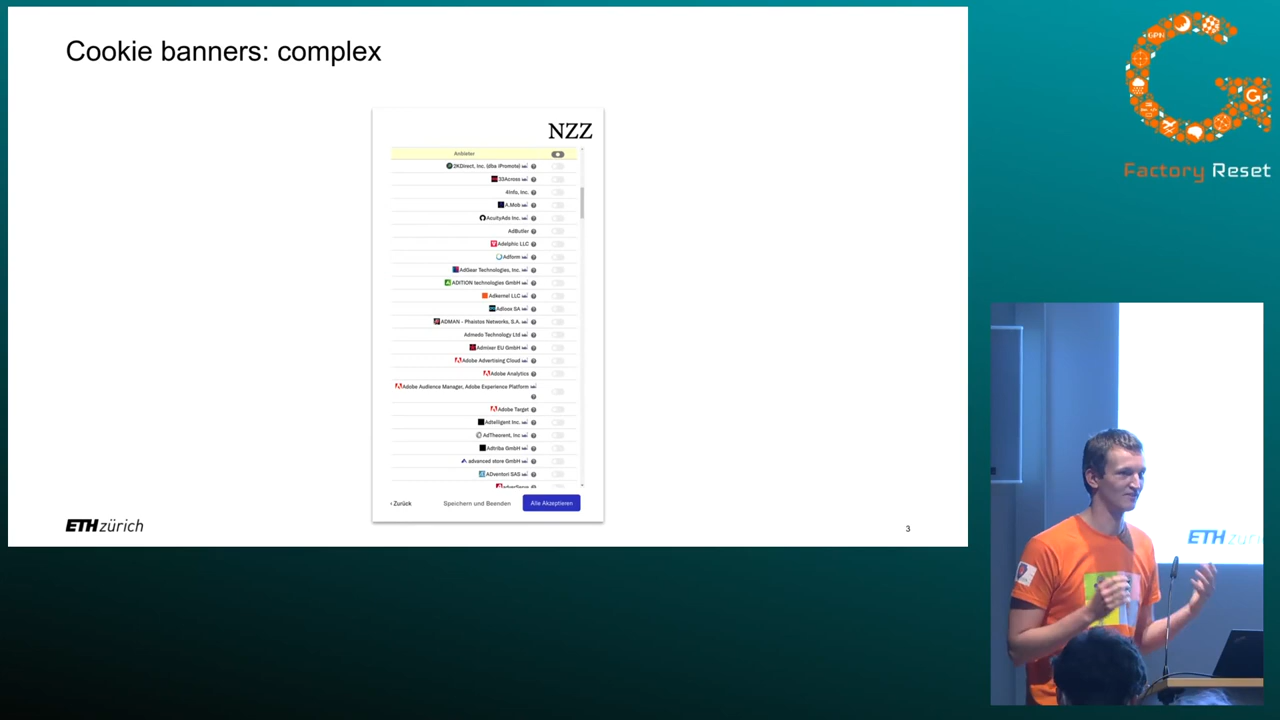 Cookie banners: complex
NZZ
Anbieter
2KDirect, Inc. (dba iPromote)
33Across
4Info, Inc.
A.Mob
AcuityAds Inc.
AdButler
Adelphic LLC
Adform
AdGear Technologies, Inc.
ADITION technologies GmbH
Adkernel LLC
Adloox SA
ADMAN - Phaistos Networks, S.A.
Admedo Technology Ltd
Admixer EU GmbH
Adobe Advertising Cloud
Adobe Analytics
Adobe Audience Manager, Adobe Experience Platform
Adobe Target
Adtelligent Inc.
AdTheorent, Inc
Adtriba GmbH
advanced store GmbH
ADventori SAS
‹ Zurück
Speichern und Beenden
Alle Akzeptieren
ETH zürich
3
GPN
Factory Reset
ETH zürich